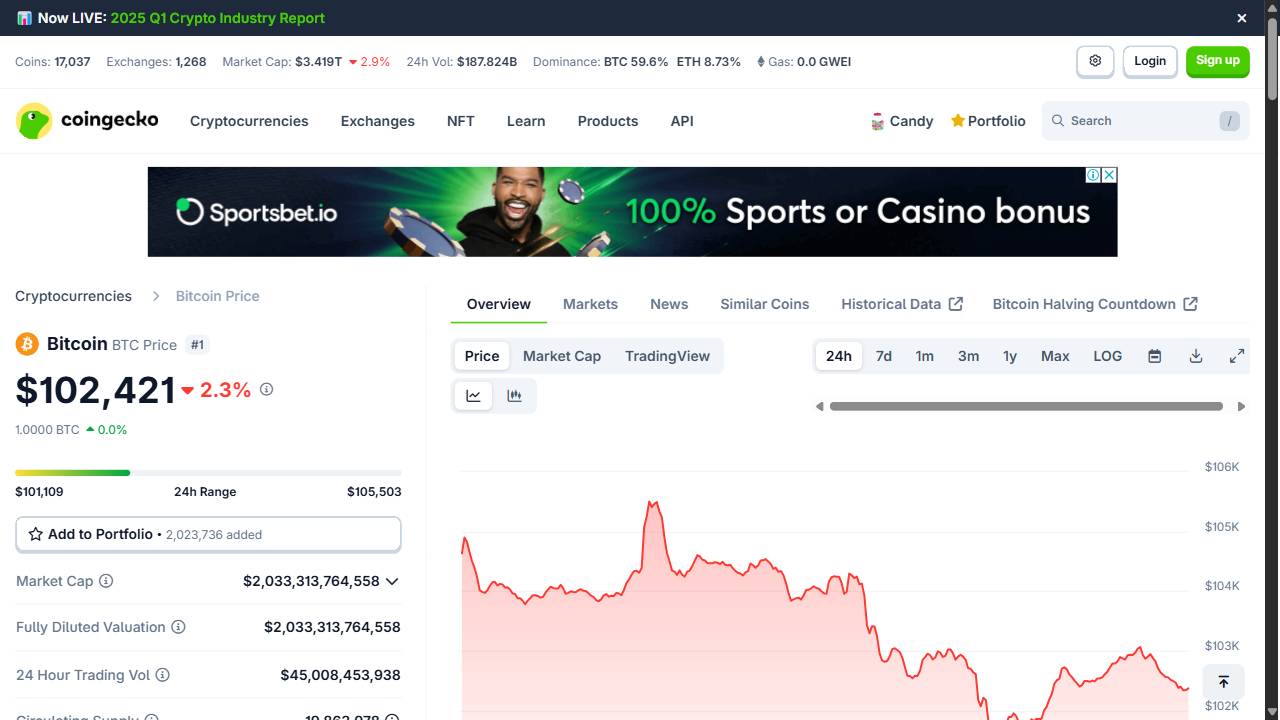 Now LIVE: 2025 Q1 Crypto Industry Report
Coins: 17,037 Exchanges: 1,268 Market Cap: $3.419T 2.9% 24h Vol: $187.824B Dominance: BTC 59.6% ETH 8.73% Gas: 0.0 GWEI
Login
Sign up
coingecko
Cryptocurrencies Exchanges NFT Learn Products API
Candy Portfolio
Search /
Sportsbet.io
100% Sports or Casino bonus
Cryptocurrencies Bitcoin Price
Bitcoin BTC Price #1
$102,421 2.3%
1.0000 BTC 0.0%
$101,109 24h Range $105,503
Add to Portfolio • 2,023,736 added
Market Cap $2,033,313,764,558
Fully Diluted Valuation $2,033,313,764,558
24 Hour Trading Vol $45,008,453,938
Circulating Supply 19,863,978
Overview Markets News Similar Coins Historical Data Bitcoin Halving Countdown
Price Market Cap TradingView
24h 7d 1m 3m 1y Max LOG
$106K
$105K
$104K
$103K
$102K